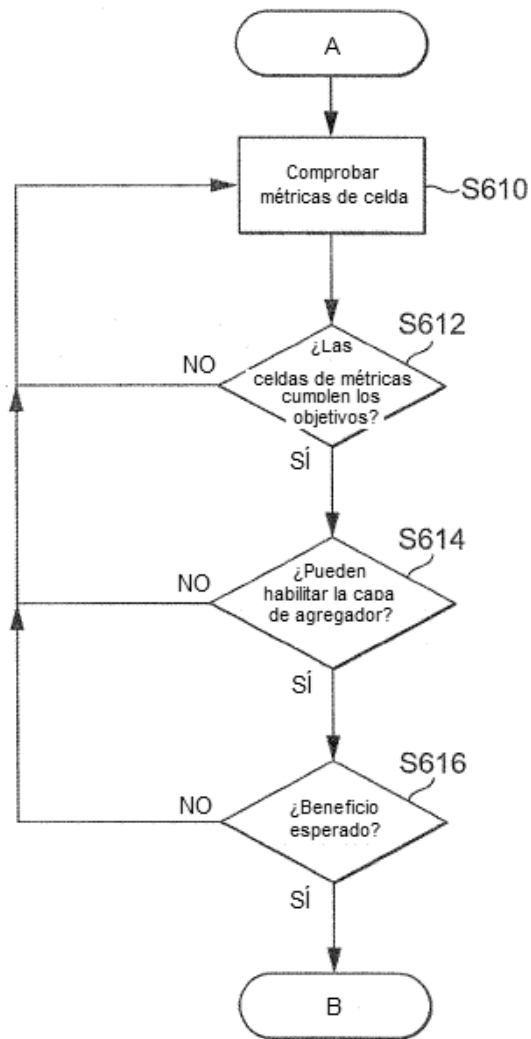 A
Comprobar
métricas de celda
S610
S612
¿Las
celdas de métricas
cumplen los
objetivos?
NO
SÍ
S614
¿Pueden
habilitar la capa
de agregador?
NO
SÍ
S616
¿Beneficio
esperado?
NO
SÍ
B